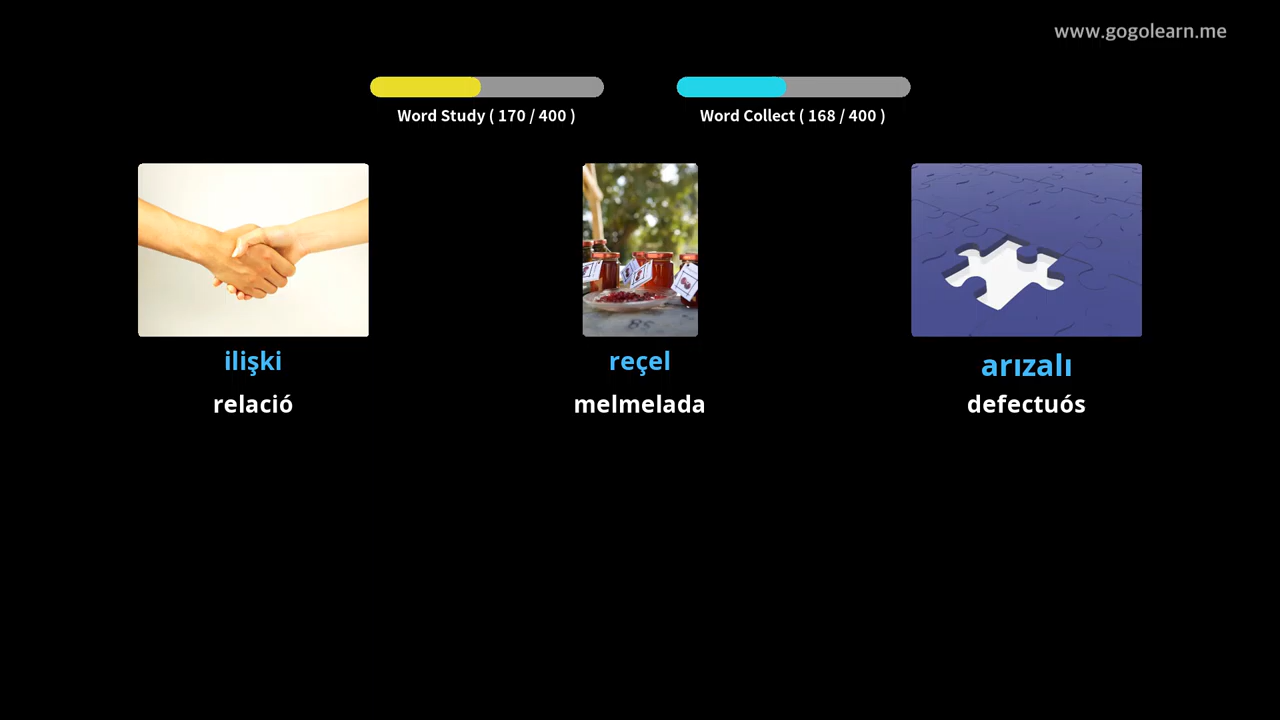 www.gogolearn.me
Word Study ( 170 / 400 )
Word Collect ( 168 / 400 )
ilişki
reçel
arızalı
relació
melmelada
defectuós